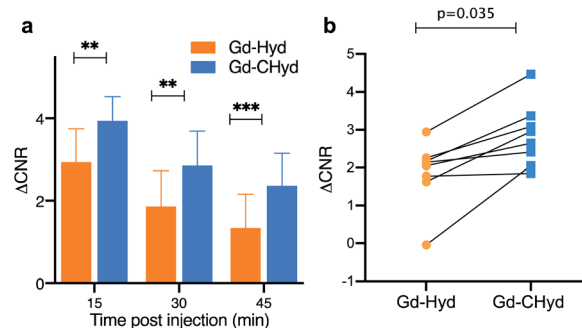 a
Gd-Hyd
Gd-CHyd
**
**
***
ΔCNR
4
2
0
15
30
45
Time post injection (min)
b
p=0.035
ΔCNR
5
4
3
2
1
0
-1
Gd-Hyd
Gd-CHyd